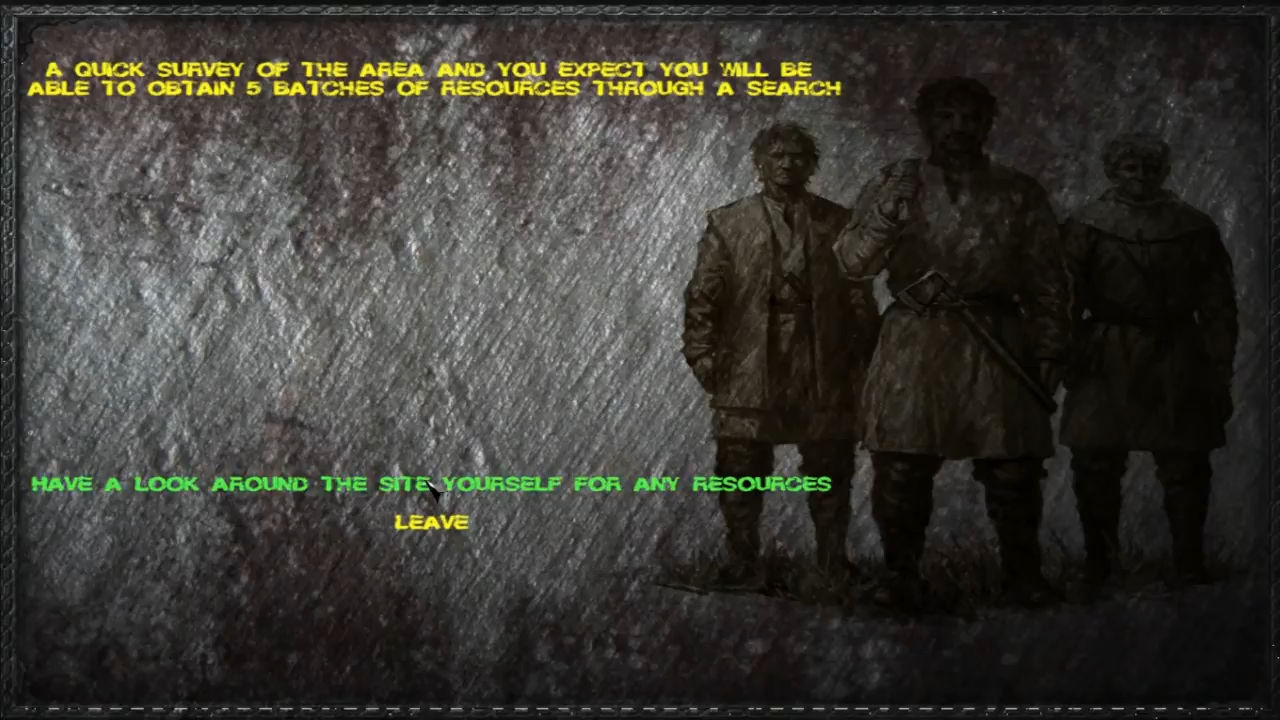 A QUICK SURVEY OF THE AREA AND YOU EXPECT YOU WILL BE
ABLE TO OBTAIN 5 BATCHES OF RESOURCES THROUGH A SEARCH
HAVE A LOOK AROUND THE SITE YOURSELF FOR ANY RESOURCES
LEAVE